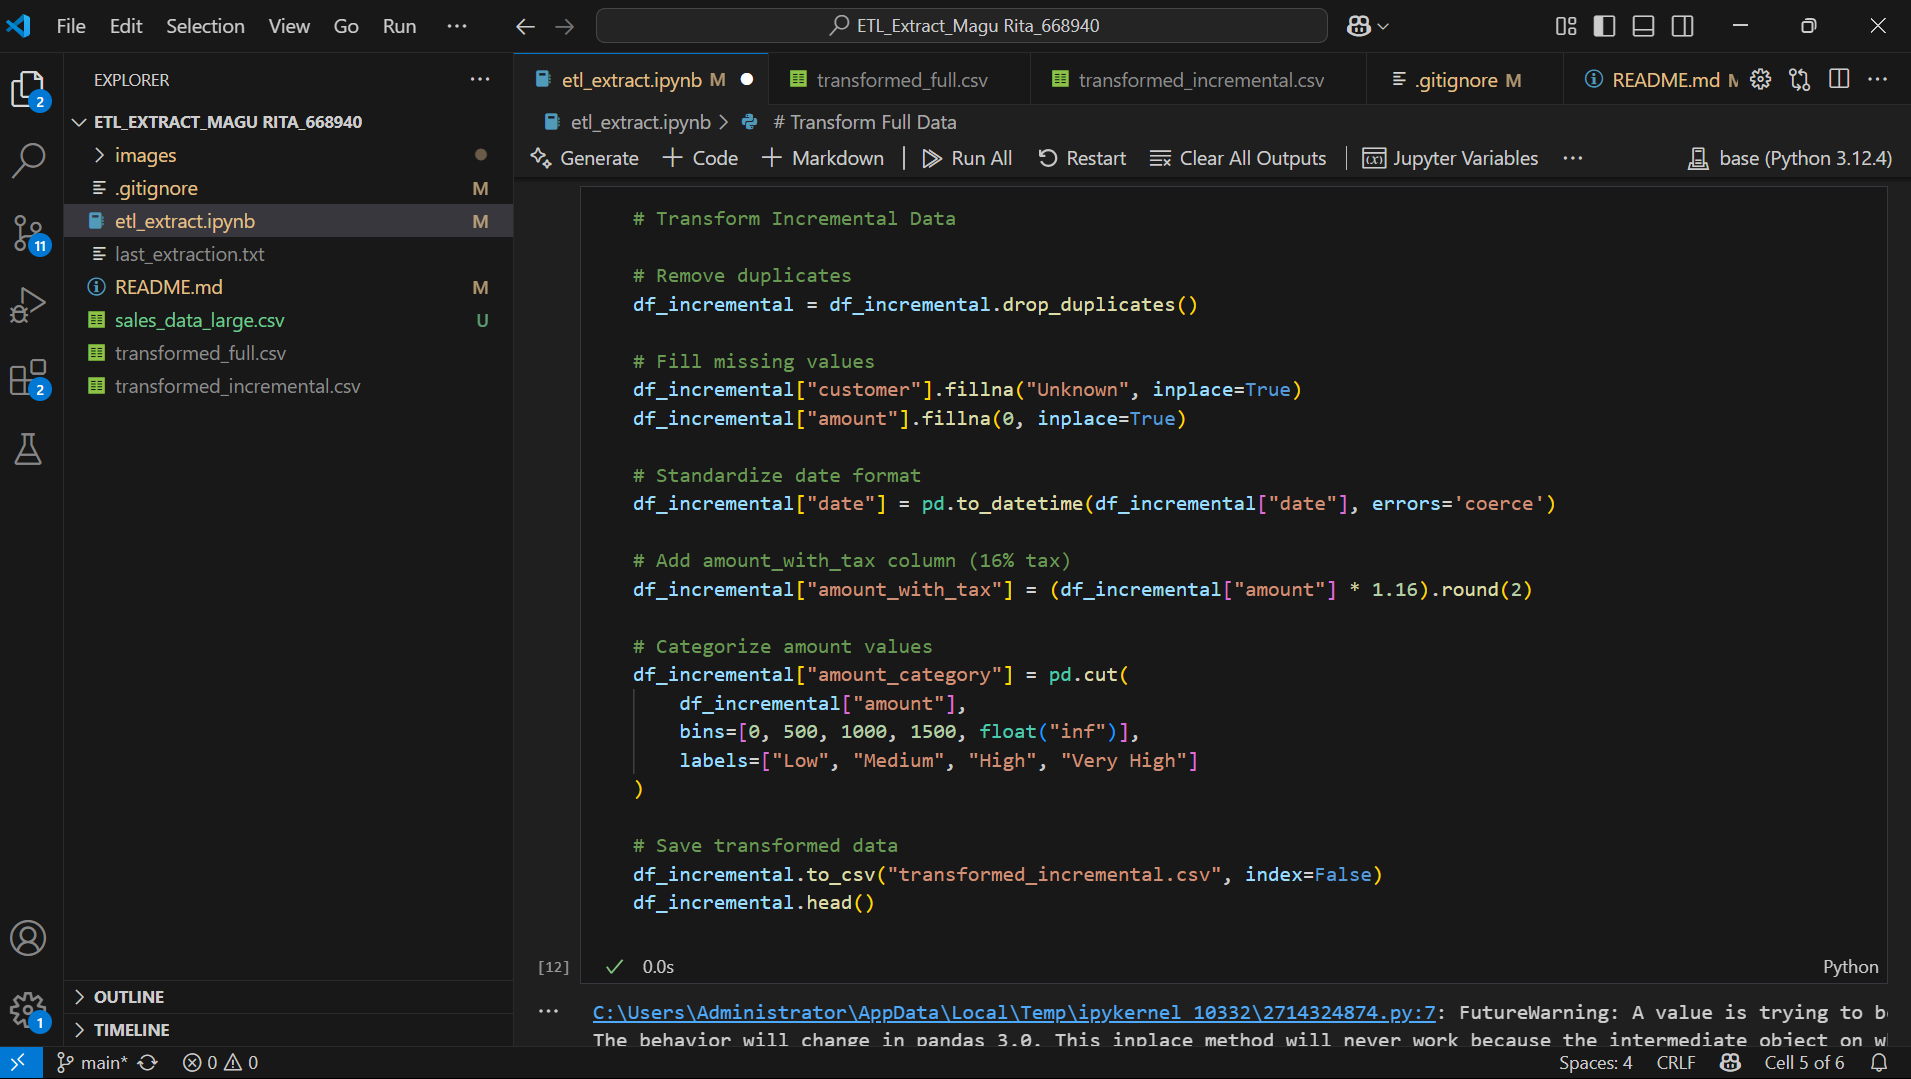 File Edit Selection View Go Run ··· ETL_Extract_Magu Rita_668940
EXPLORER ···
ETL_EXTRACT_MAGU RITA_668940
images
.gitignore M
etl_extract.ipynb M
last_extraction.txt
README.md M
sales_data_large.csv U
transformed_full.csv
transformed_incremental.csv
OUTLINE
TIMELINE
2
11
2
1
etl_extract.ipynb M transformed_full.csv transformed_incremental.csv .gitignore M README.md M ···
etl_extract.ipynb > # Transform Full Data
Generate + Code + Markdown Run All Restart Clear All Outputs Jupyter Variables ··· base (Python 3.12.4)
# Transform Incremental Data
# Remove duplicates
df_incremental = df_incremental.drop_duplicates()
# Fill missing values
df_incremental["customer"].fillna("Unknown", inplace=True)
df_incremental["amount"].fillna(0, inplace=True)
# Standardize date format
df_incremental["date"] = pd.to_datetime(df_incremental["date"], errors='coerce')
# Add amount_with_tax column (16% tax)
df_incremental["amount_with_tax"] = (df_incremental["amount"] * 1.16).round(2)
# Categorize amount values
df_incremental["amount_category"] = pd.cut(
df_incremental["amount"],
bins=[0, 500, 1000, 1500, float("inf")],
labels=["Low", "Medium", "High", "Very High"]
)
# Save transformed data
df_incremental.to_csv("transformed_incremental.csv", index=False)
df_incremental.head()
[12] 0.0s Python
··· C:\Users\Administrator\AppData\Local\Temp\ipykernel_10332\2714324874.py:7: FutureWarning: A value is trying to
The behavior will change in pandas 3.0. This inplace method will never work because the intermediate object on
main* 0 0 Spaces: 4 CRLF Cell 5 of 6